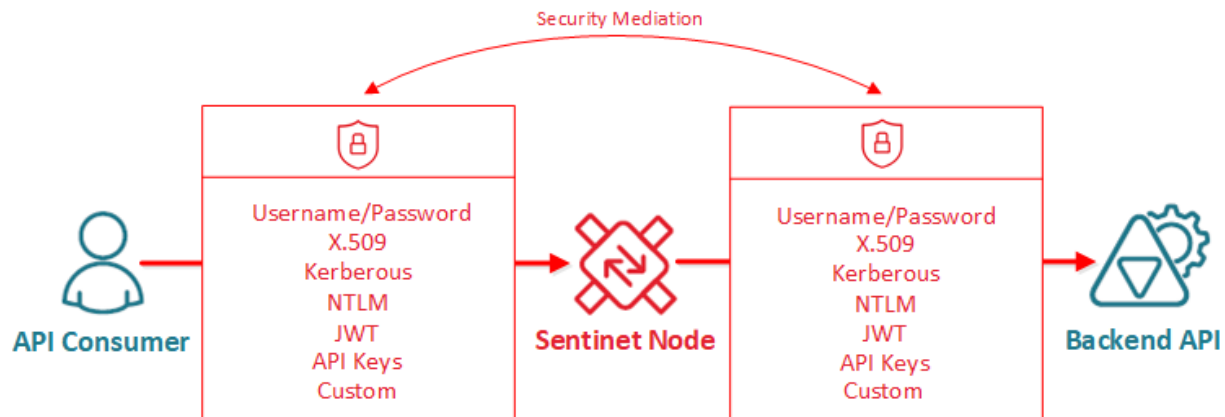 Security Mediation
Username/Password
X.509
Kerberous
NTLM
JWT
API Keys
Custom
Username/Password
X.509
Kerberous
NTLM
JWT
API Keys
Custom
API Consumer
Sentinet Node
Backend API